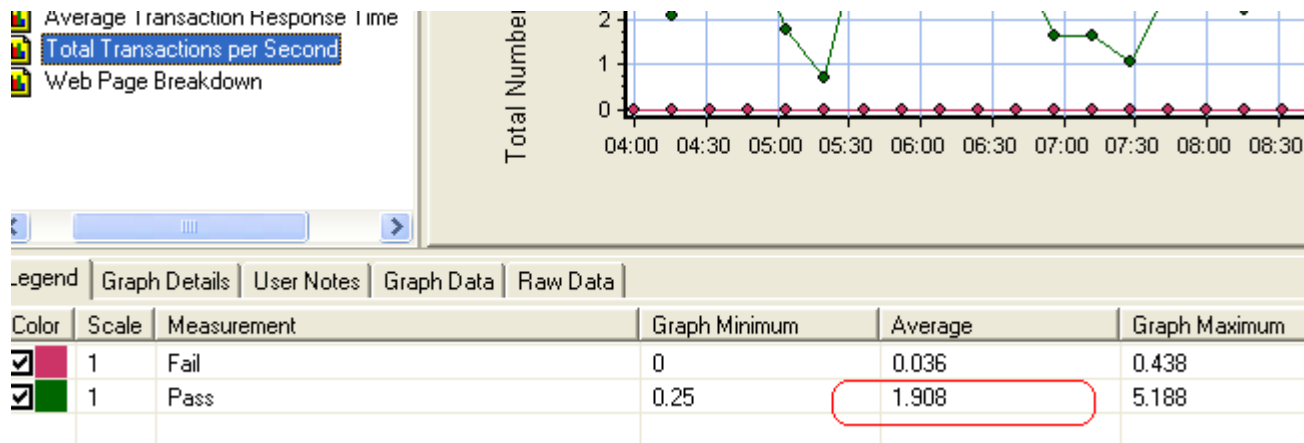 Average Transaction Response Time
Total Transactions per Second
Web Page Breakdown
Total Number
2
1
0
04:00 04:30 05:00 05:30 06:00 06:30 07:00 07:30 08:00 08:30
Legend Graph Details User Notes Graph Data Raw Data
Color Scale Measurement Graph Minimum Average Graph Maximum
1 Fail 0 0.036 0.438
1 Pass 0.25 1.908 5.188